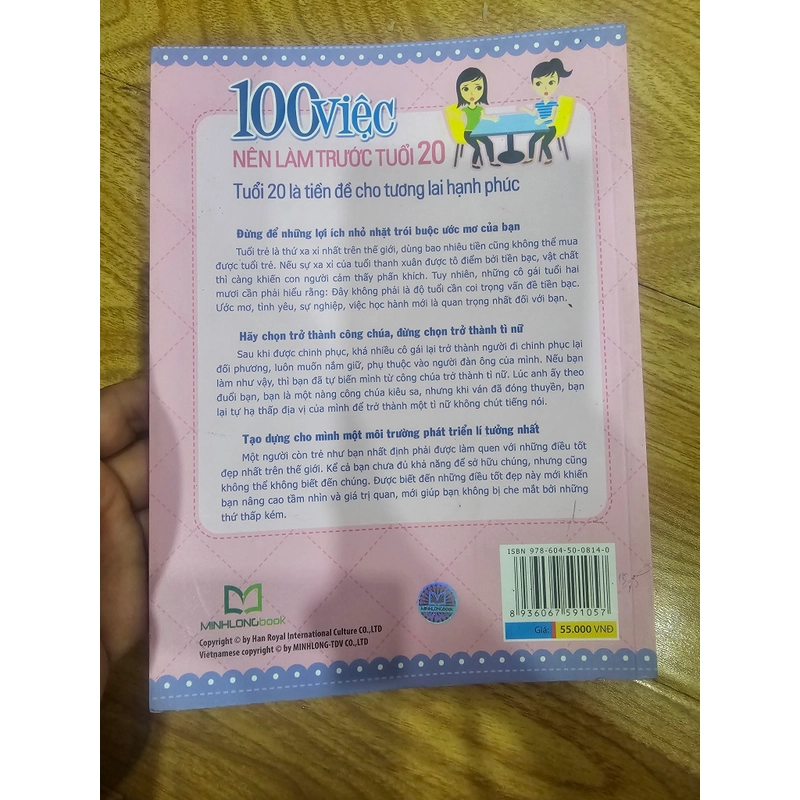 100 việc
NÊN LÀM TRƯỚC TUỔI 20
Tuổi 20 là tiền đề cho tương lai hạnh phúc
Đừng để những lợi ích nhỏ nhặt trói buộc ước mơ của bạn
Tuổi trẻ là thứ xa xỉ nhất trên thế giới, dùng bao nhiêu tiền cũng không thể mua
được tuổi trẻ. Nếu sự xa xỉ của tuổi thanh xuân được tô điểm bởi tiền bạc, vật chất
thì càng khiến con người cảm thấy phấn khích. Tuy nhiên, những cô gái tuổi hai
mươi cần phải hiểu rằng: Đây không phải là độ tuổi cần coi trọng vấn đề tiền bạc.
Ước mơ, tình yêu, sự nghiệp, việc học hành mới là quan trọng nhất đối với bạn.
Hãy chọn trở thành công chúa, đừng chọn trở thành tì nữ
Sau khi được chinh phục, khá nhiều cô gái lại trở thành người đi chinh phục lại
đối phương, luôn muốn nắm giữ, phụ thuộc vào người đàn ông của mình. Nếu bạn
làm như vậy, thì bạn đã tự biến mình từ công chúa trở thành tì nữ. Lúc anh ấy theo
đuổi bạn, bạn là một nàng công chúa kiêu sa, nhưng khi ván đã đóng thuyền, bạn
lại tự hạ thấp địa vị của mình để trở thành một tì nữ không chút tiếng nói.
Tạo dựng cho mình một môi trường phát triển lí tưởng nhất
Một người còn trẻ như bạn nhất định phải được làm quen với những điều tốt
đẹp nhất trên thế giới. Kể cả bạn chưa đủ khả năng để sở hữu chúng, nhưng cũng
không thể không biết đến chúng. Được biết đến những điều tốt đẹp này mới khiến
bạn nâng cao tầm nhìn và giá trị quan, mới giúp bạn không bị che mắt bởi những
thứ thấp kém.
ISBN 978-604-50-0814-0
8 936067 591057
Giá: 55.000 VNĐ
MINHLONGbook
MINHLONGbook
Copyright © by Han Royal International Culture CO.,LTD
Vietnamese copyright © by MINHLONG-TDV CO.,LTD